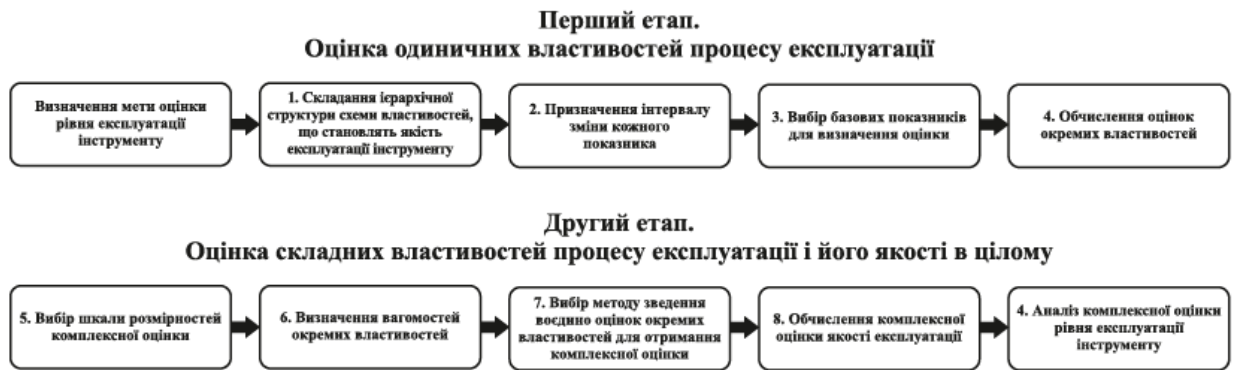 Перший етап.
Оцінка одиничних властивостей процесу експлуатації
Визначення мети оцінки
рівня експлуатації
інструменту
1. Складання ієрархічної
структури схеми властивостей,
що становлять якість
експлуатації інструменту
2. Призначення інтервалу
зміни кожного
показника
3. Вибір базових показників
для визначення оцінки
4. Обчислення оцінок
окремих властивостей
Другий етап.
Оцінка складних властивостей процесу експлуатації і його якості в цілому
5. Вибір шкали розмірностей
комплексної оцінки
6. Визначення вагомостей
окремих властивостей
7. Вибір методу зведення
воєдино оцінок окремих
властивостей для отримання
комплексної оцінки
8. Обчислення комплексної
оцінки якості експлуатації
4. Аналіз комплексної оцінки
рівня експлуатації
інструменту